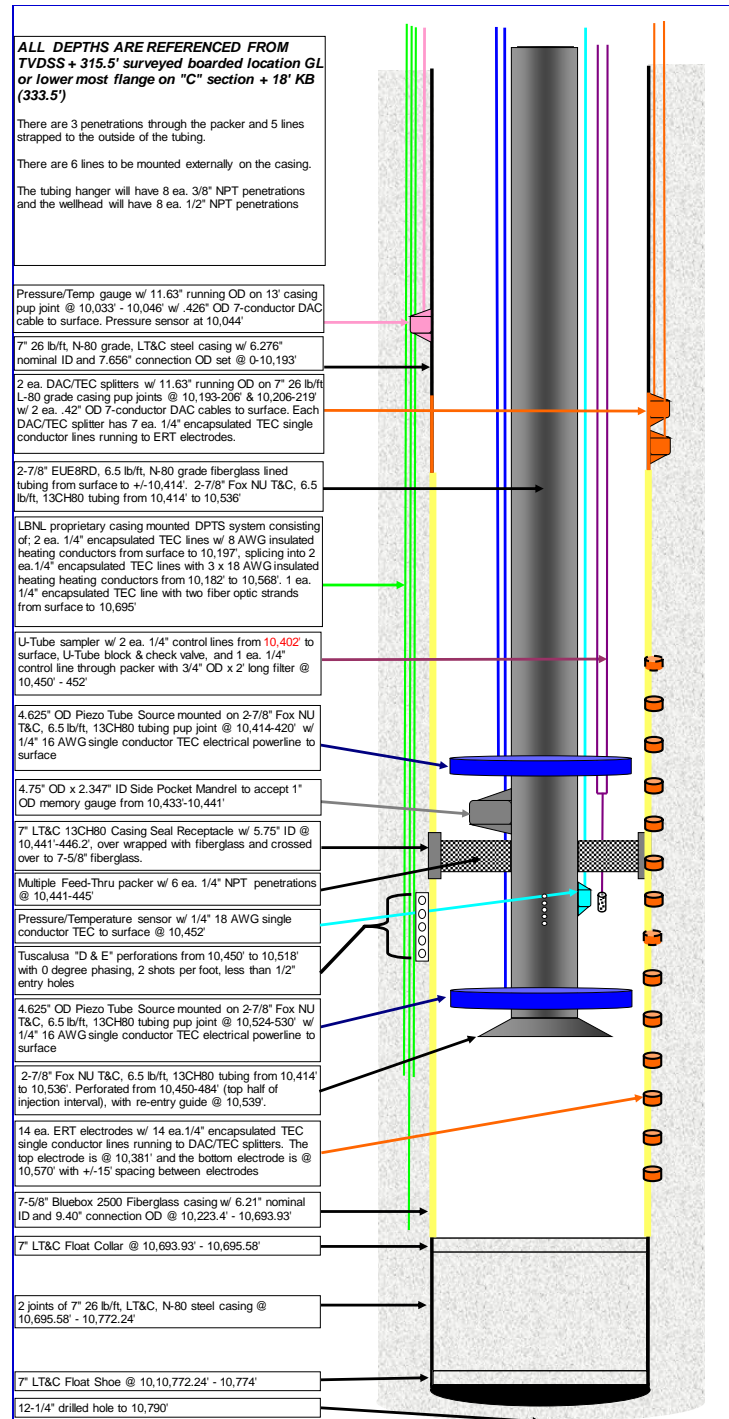 ALL DEPTHS ARE REFERENCED FROM
TVDSS + 315.5' surveyed boarded location GL
or lower most flange on "C" section + 18' KB
(333.5')
There are 3 penetrations through the packer and 5 lines
strapped to the outside of the tubing.
There are 6 lines to be mounted externally on the casing.
The tubing hanger will have 8 ea. 3/8" NPT penetrations
and the wellhead will have 8 ea. 1/2" NPT penetrations
Pressure/Temp gauge w/ 11.63" running OD on 13' casing
pup joint @ 10,033' - 10,046' w/ .426" OD 7-conductor DAC
cable to surface. Pressure sensor at 10,044'
7" 26 lb/ft, N-80 grade, LT&C steel casing w/ 6.276"
nominal ID and 7.656" connection OD set @ 0-10,193'
2 ea. DAC/TEC splitters w/ 11.63" running OD on 7" 26 lb/ft
L-80 grade casing pup joints @ 10,193-206' & 10,206-219'
w/ 2 ea. .42" OD 7-conductor DAC cables to surface. Each
DAC/TEC splitter has 7 ea. 1/4" encapsulated TEC single
conductor lines running to ERT electrodes.
2-7/8" EUE8RD, 6.5 lb/ft, N-80 grade fiberglass lined
tubing from surface to +/-10,414'. 2-7/8" Fox NU T&C, 6.5
lb/ft, 13CH80 tubing from 10,414' to 10,536'
LBNL proprietary casing mounted DPTS system consisting
of; 2 ea. 1/4" encapsulated TEC lines w/ 8 AWG insulated
heating conductors from surface to 10,197', splicing into 2
ea.1/4" encapsulated TEC lines with 3 x 18 AWG insulated
heating heating conductors from 10,182' to 10,568'. 1 ea.
1/4" encapsulated TEC line with two fiber optic strands
from surface to 10,695'
U-Tube sampler w/ 2 ea. 1/4" control lines from 10,402' to
surface, U-Tube block & check valve, and 1 ea. 1/4"
control line through packer with 3/4" OD x 2' long filter @
10,450' - 452'
4.625" OD Piezo Tube Source mounted on 2-7/8" Fox NU
T&C, 6.5 lb/ft, 13CH80 tubing pup joint @ 10,414-420' w/
1/4" 16 AWG single conductor TEC electrical powerline to
surface
4.75" OD x 2.347" ID Side Pocket Mandrel to accept 1"
OD memory gauge from 10,433'-10,441'
7" LT&C 13CH80 Casing Seal Receptacle w/ 5.75" ID @
10,441'-446.2', over wrapped with fiberglass and crossed
over to 7-5/8" fiberglass.
Multiple Feed-Thru packer w/ 6 ea. 1/4" NPT penetrations
@ 10,441-445'
Pressure/Temperature sensor w/ 1/4" 18 AWG single
conductor TEC to surface @ 10,452'
Tuscalusa "D & E" perforations from 10,450' to 10,518'
with 0 degree phasing, 2 shots per foot, less than 1/2"
entry holes
4.625" OD Piezo Tube Source mounted on 2-7/8" Fox NU
T&C, 6.5 lb/ft, 13CH80 tubing pup joint @ 10,524-530' w/
1/4" 16 AWG single conductor TEC electrical powerline to
surface
2-7/8" Fox NU T&C, 6.5 lb/ft, 13CH80 tubing from 10,414'
to 10,536'. Perforated from 10,450-484' (top half of
injection interval), with re-entry guide @ 10,539'.
14 ea. ERT electrodes w/ 14 ea.1/4" encapsulated TEC
single conductor lines running to DAC/TEC splitters. The
top electrode is @ 10,381' and the bottom electrode is @
10,570' with +/-15' spacing between electrodes
7-5/8" Bluebox 2500 Fiberglass casing w/ 6.21" nominal
ID and 9.40" connection OD @ 10,223.4' - 10,693.93'
7" LT&C Float Collar @ 10,693.93' - 10,695.58'
2 joints of 7" 26 lb/ft, LT&C, N-80 steel casing @
10,695.58' - 10,772.24'
7" LT&C Float Shoe @ 10,10,772.24' - 10,774'
12-1/4" drilled hole to 10,790'